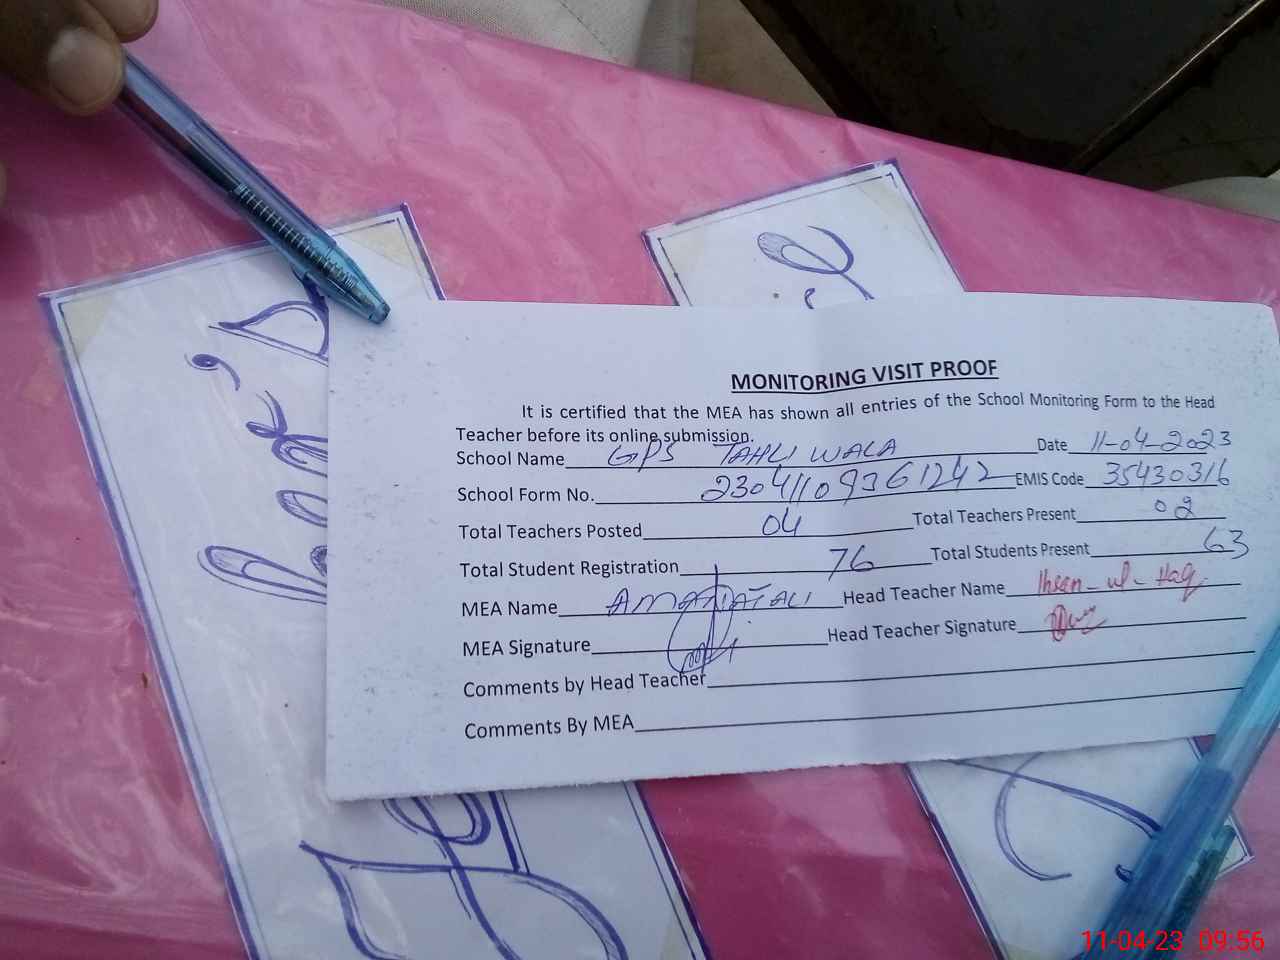 MONITORING VISIT PROOF
It is certified that the MEA has shown all entries of the School Monitoring Form to the Head
Teacher before its online submission.
School Name GPS TAHLI WALA Date 11-04-2023
School Form No. 23041109361242 EMIS Code 35430316
Total Teachers Posted 04 Total Teachers Present 02
Total Student Registration 76 Total Students Present 63
MEA Name AMANAT ALI Head Teacher Name Ihsan-ul-Haq
MEA Signature Head Teacher Signature
Comments by Head Teacher
Comments By MEA
11-04-23 09:56